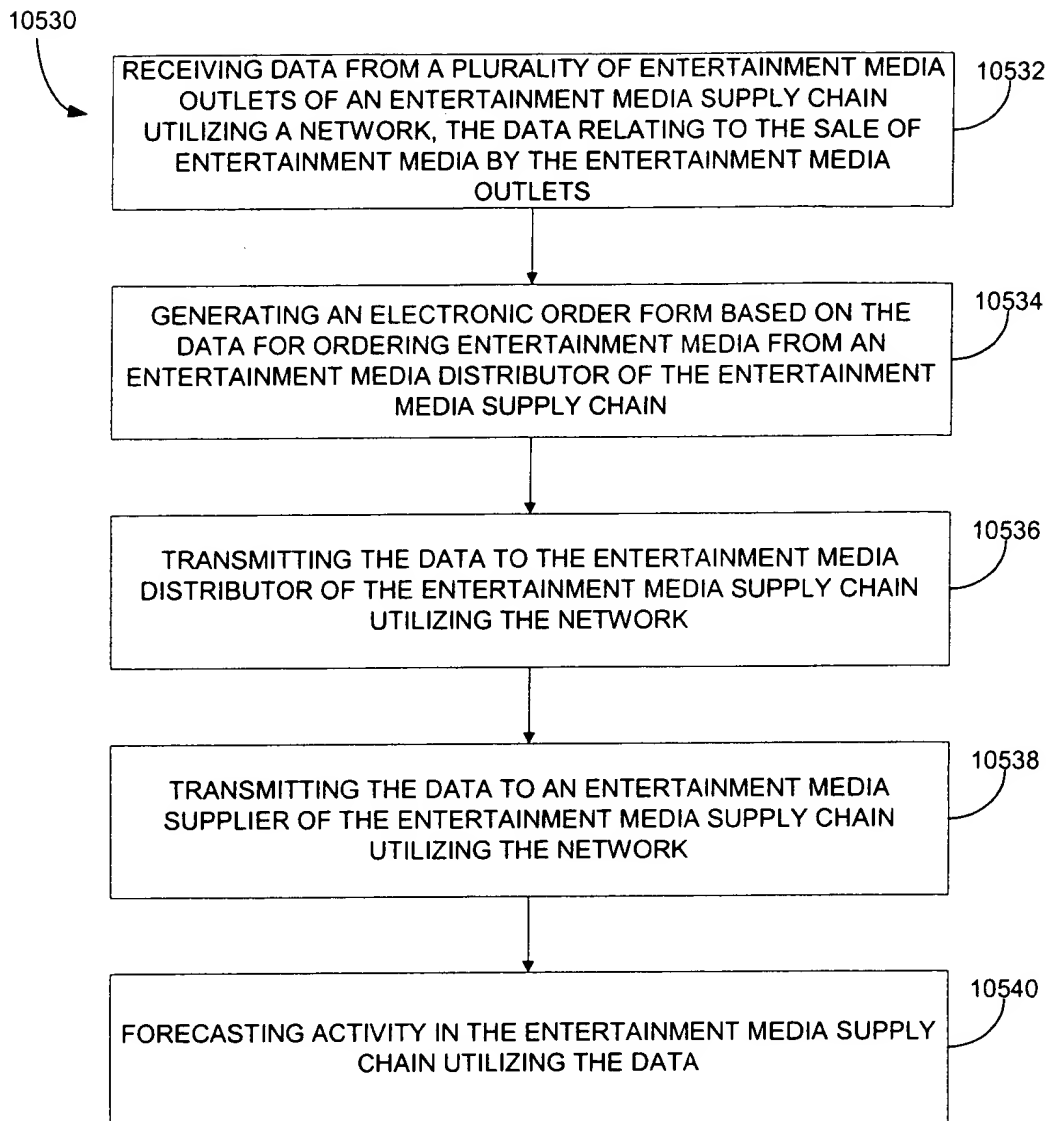 10530
RECEIVING DATA FROM A PLURALITY OF ENTERTAINMENT MEDIA
OUTLETS OF AN ENTERTAINMENT MEDIA SUPPLY CHAIN
UTILIZING A NETWORK, THE DATA RELATING TO THE SALE OF
ENTERTAINMENT MEDIA BY THE ENTERTAINMENT MEDIA
OUTLETS
10532
GENERATING AN ELECTRONIC ORDER FORM BASED ON THE
DATA FOR ORDERING ENTERTAINMENT MEDIA FROM AN
ENTERTAINMENT MEDIA DISTRIBUTOR OF THE ENTERTAINMENT
MEDIA SUPPLY CHAIN
10534
TRANSMITTING THE DATA TO THE ENTERTAINMENT MEDIA
DISTRIBUTOR OF THE ENTERTAINMENT MEDIA SUPPLY CHAIN
UTILIZING THE NETWORK
10536
TRANSMITTING THE DATA TO AN ENTERTAINMENT MEDIA
SUPPLIER OF THE ENTERTAINMENT MEDIA SUPPLY CHAIN
UTILIZING THE NETWORK
10538
FORECASTING ACTIVITY IN THE ENTERTAINMENT MEDIA SUPPLY
CHAIN UTILIZING THE DATA
10540